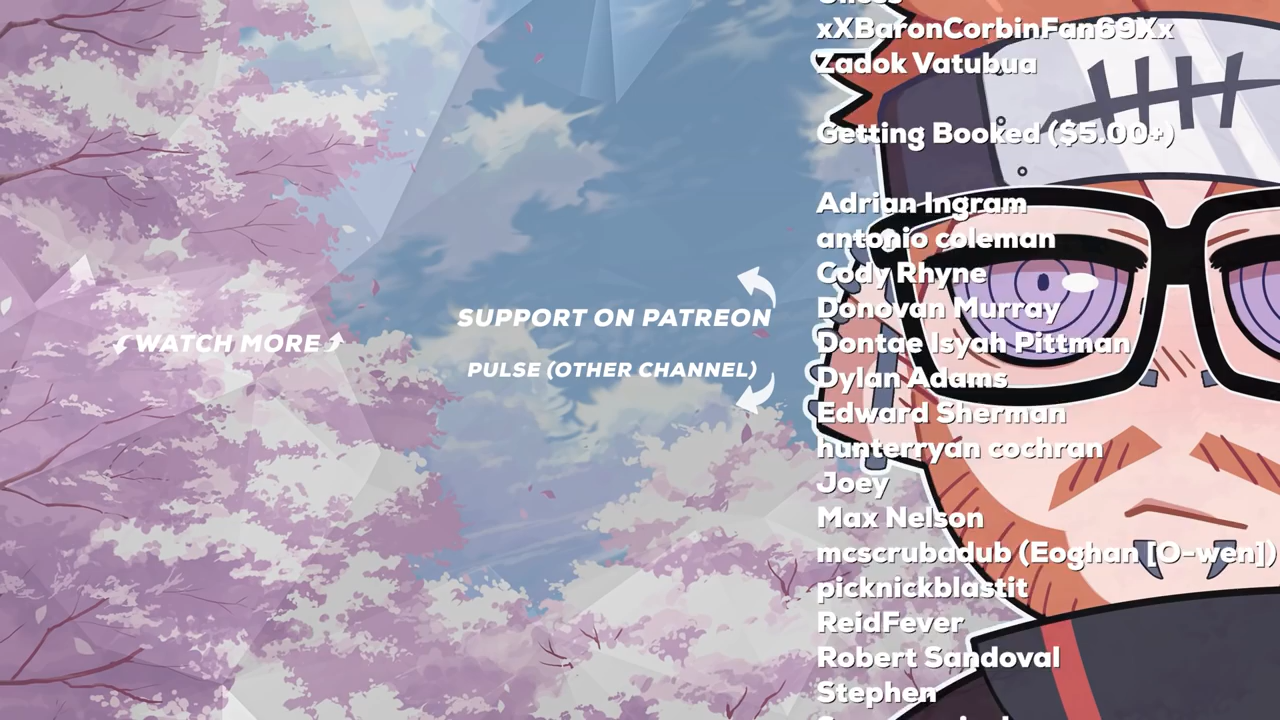 WATCH MORE
SUPPORT ON PATREON
PULSE (OTHER CHANNEL)
xXBaronCorbinFan69Xx
Zadok Vatubua
Getting Booked ($5.00+)
Adrian Ingram
antonio coleman
Cody Rhyne
Donovan Murray
Dontae Isyah Pittman
Dylan Adams
Edward Sherman
hunterryan cochran
Joey
Max Nelson
mcscrubadub (Eoghan [O-wen])
picknickblastit
ReidFever
Robert Sandoval
Stephen